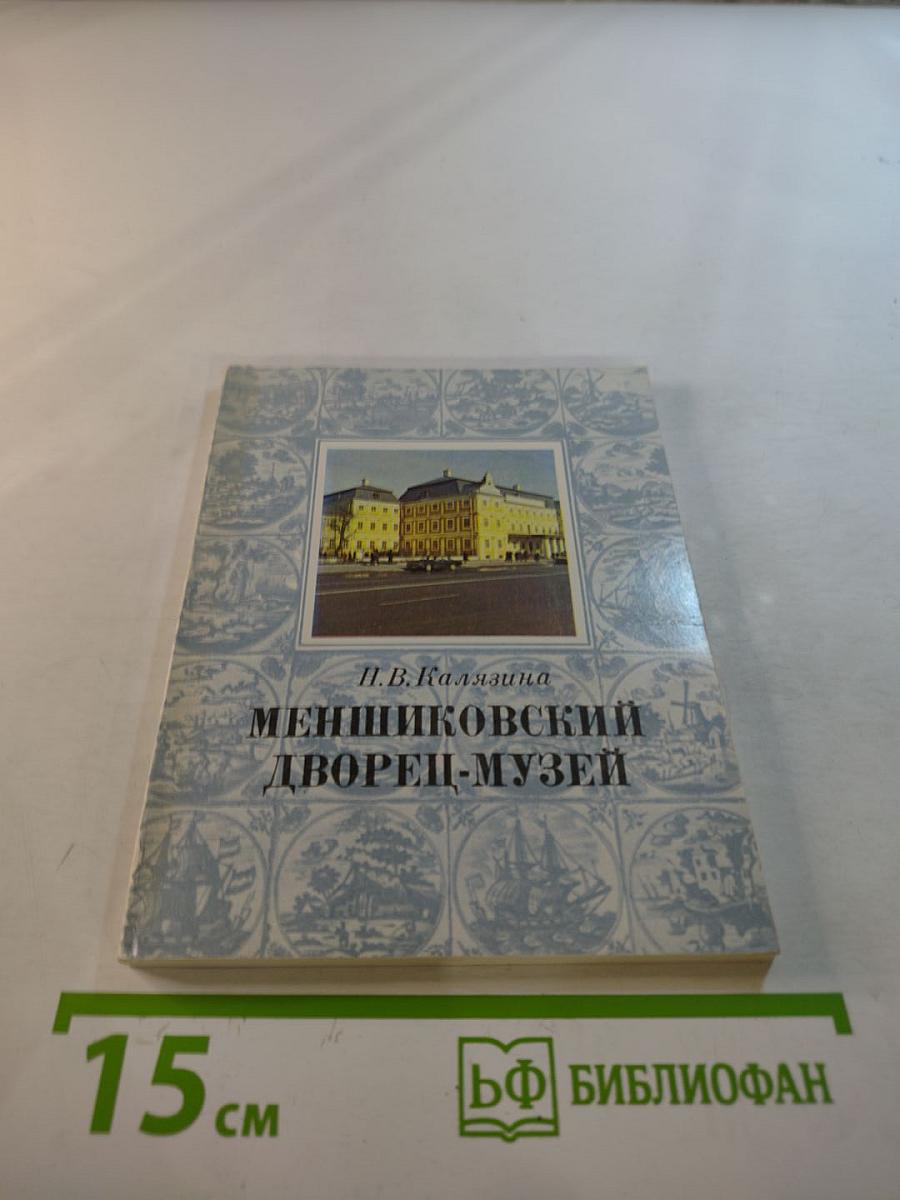 Н.В.Калязина
МЕНШИКОВСКИЙ
ДВОРЕЦ-МУЗЕЙ
15 см
ЬФ БИБЛИОФАН